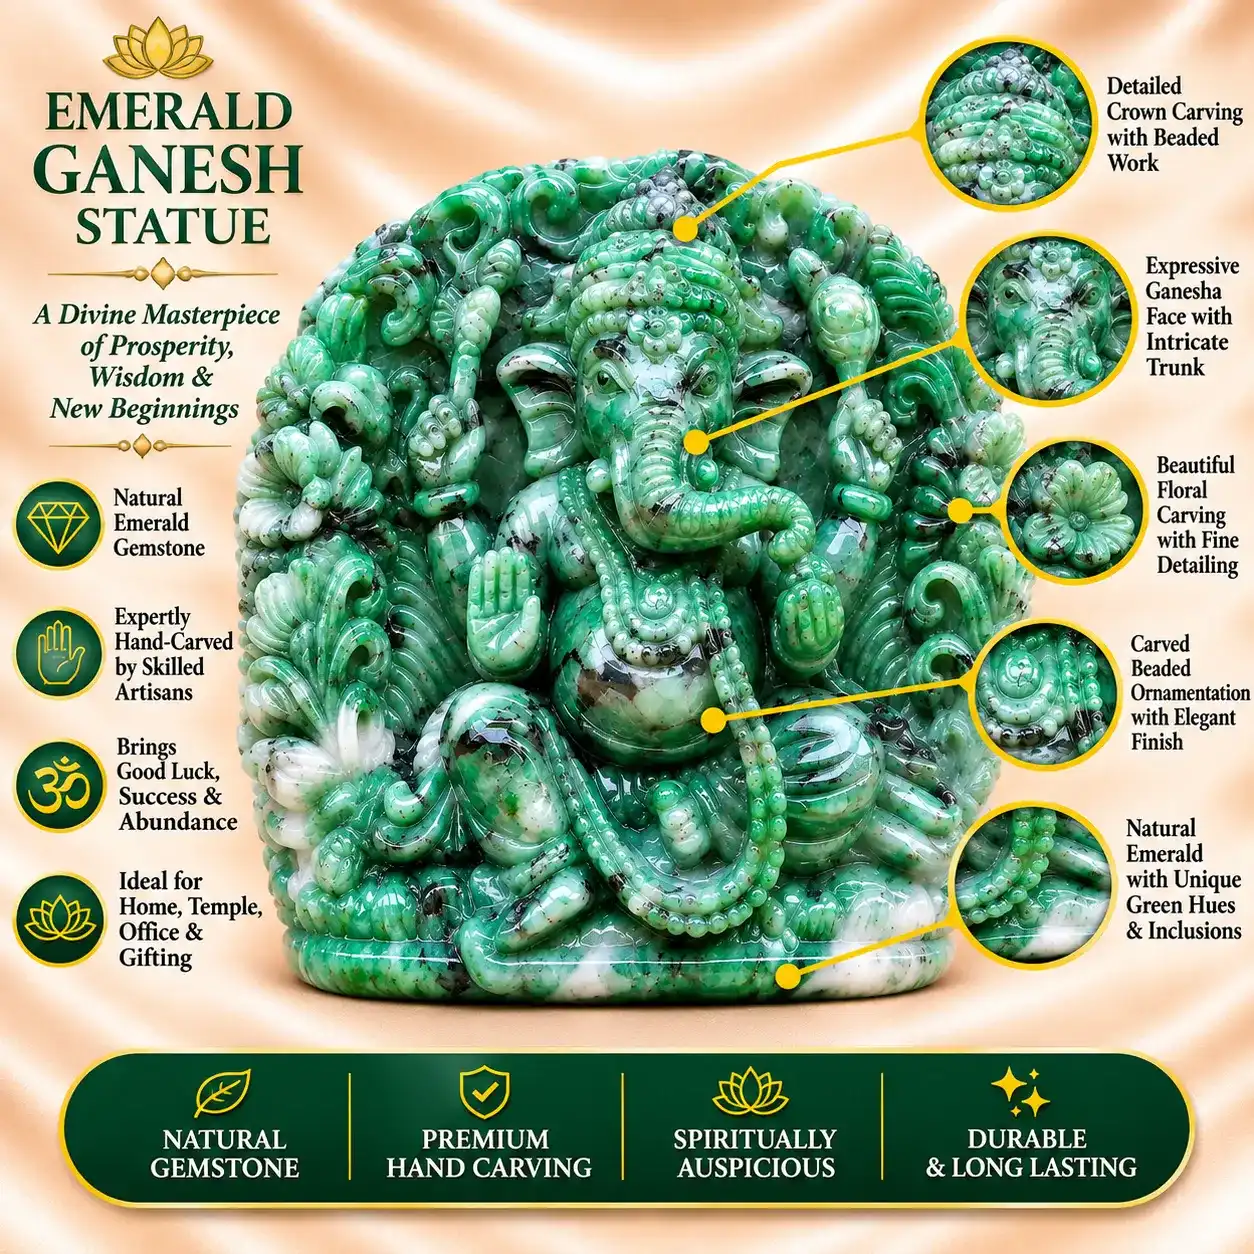 EMERALD
GANESH
STATUE
A Divine Masterpiece
of Prosperity,
Wisdom &
New Beginnings
Natural
Emerald
Gemstone
Expertly
Hand-Carved
by Skilled
Artisans
ॐ
Brings
Good Luck,
Success &
Abundance
Ideal for
Home, Temple,
Office &
Gifting
Detailed
Crown Carving
with Beaded
Work
Expressive
Ganesha
Face with
Intricate
Trunk
Beautiful
Floral
Carving
with Fine
Detailing
Carved
Beaded
Ornamentation
with Elegant
Finish
Natural
Emerald
with Unique
Green Hues
& Inclusions
NATURAL
GEMSTONE
PREMIUM
HAND CARVING
SPIRITUALLY
AUSPICIOUS
DURABLE
& LONG LASTING